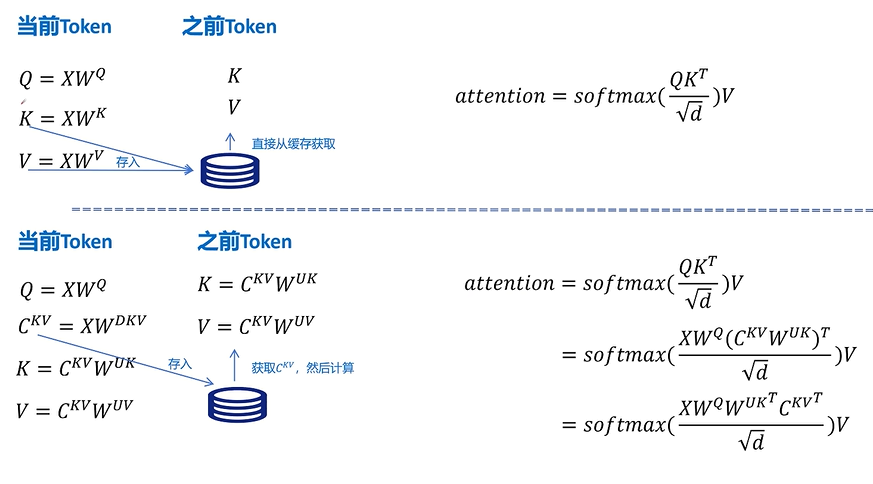 当前Token 之前Token
Q = XW^Q
K = XW^K
V = XW^V
存入
K
V
直接从缓存获取
attention = softmax(\frac{QK^T}{\sqrt{d}})V
当前Token 之前Token
Q = XW^Q
C^{KV} = XW^{DKV}
K = C^{KV}W^{UK}
V = C^{KV}W^{UV}
存入
K = C^{KV}W^{UK}
V = C^{KV}W^{UV}
获取C^{KV}，然后计算
attention = softmax(\frac{QK^T}{\sqrt{d}})V
= softmax(\frac{XW^Q(C^{KV}W^{UK})^T}{\sqrt{d}})V
= softmax(\frac{XW^Q{W^{UK}}^T{C^{KV}}^T}{\sqrt{d}})V